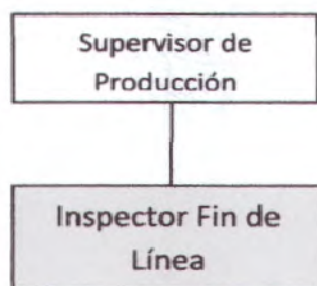 Supervisor de
Producción
Inspector Fin de
Línea